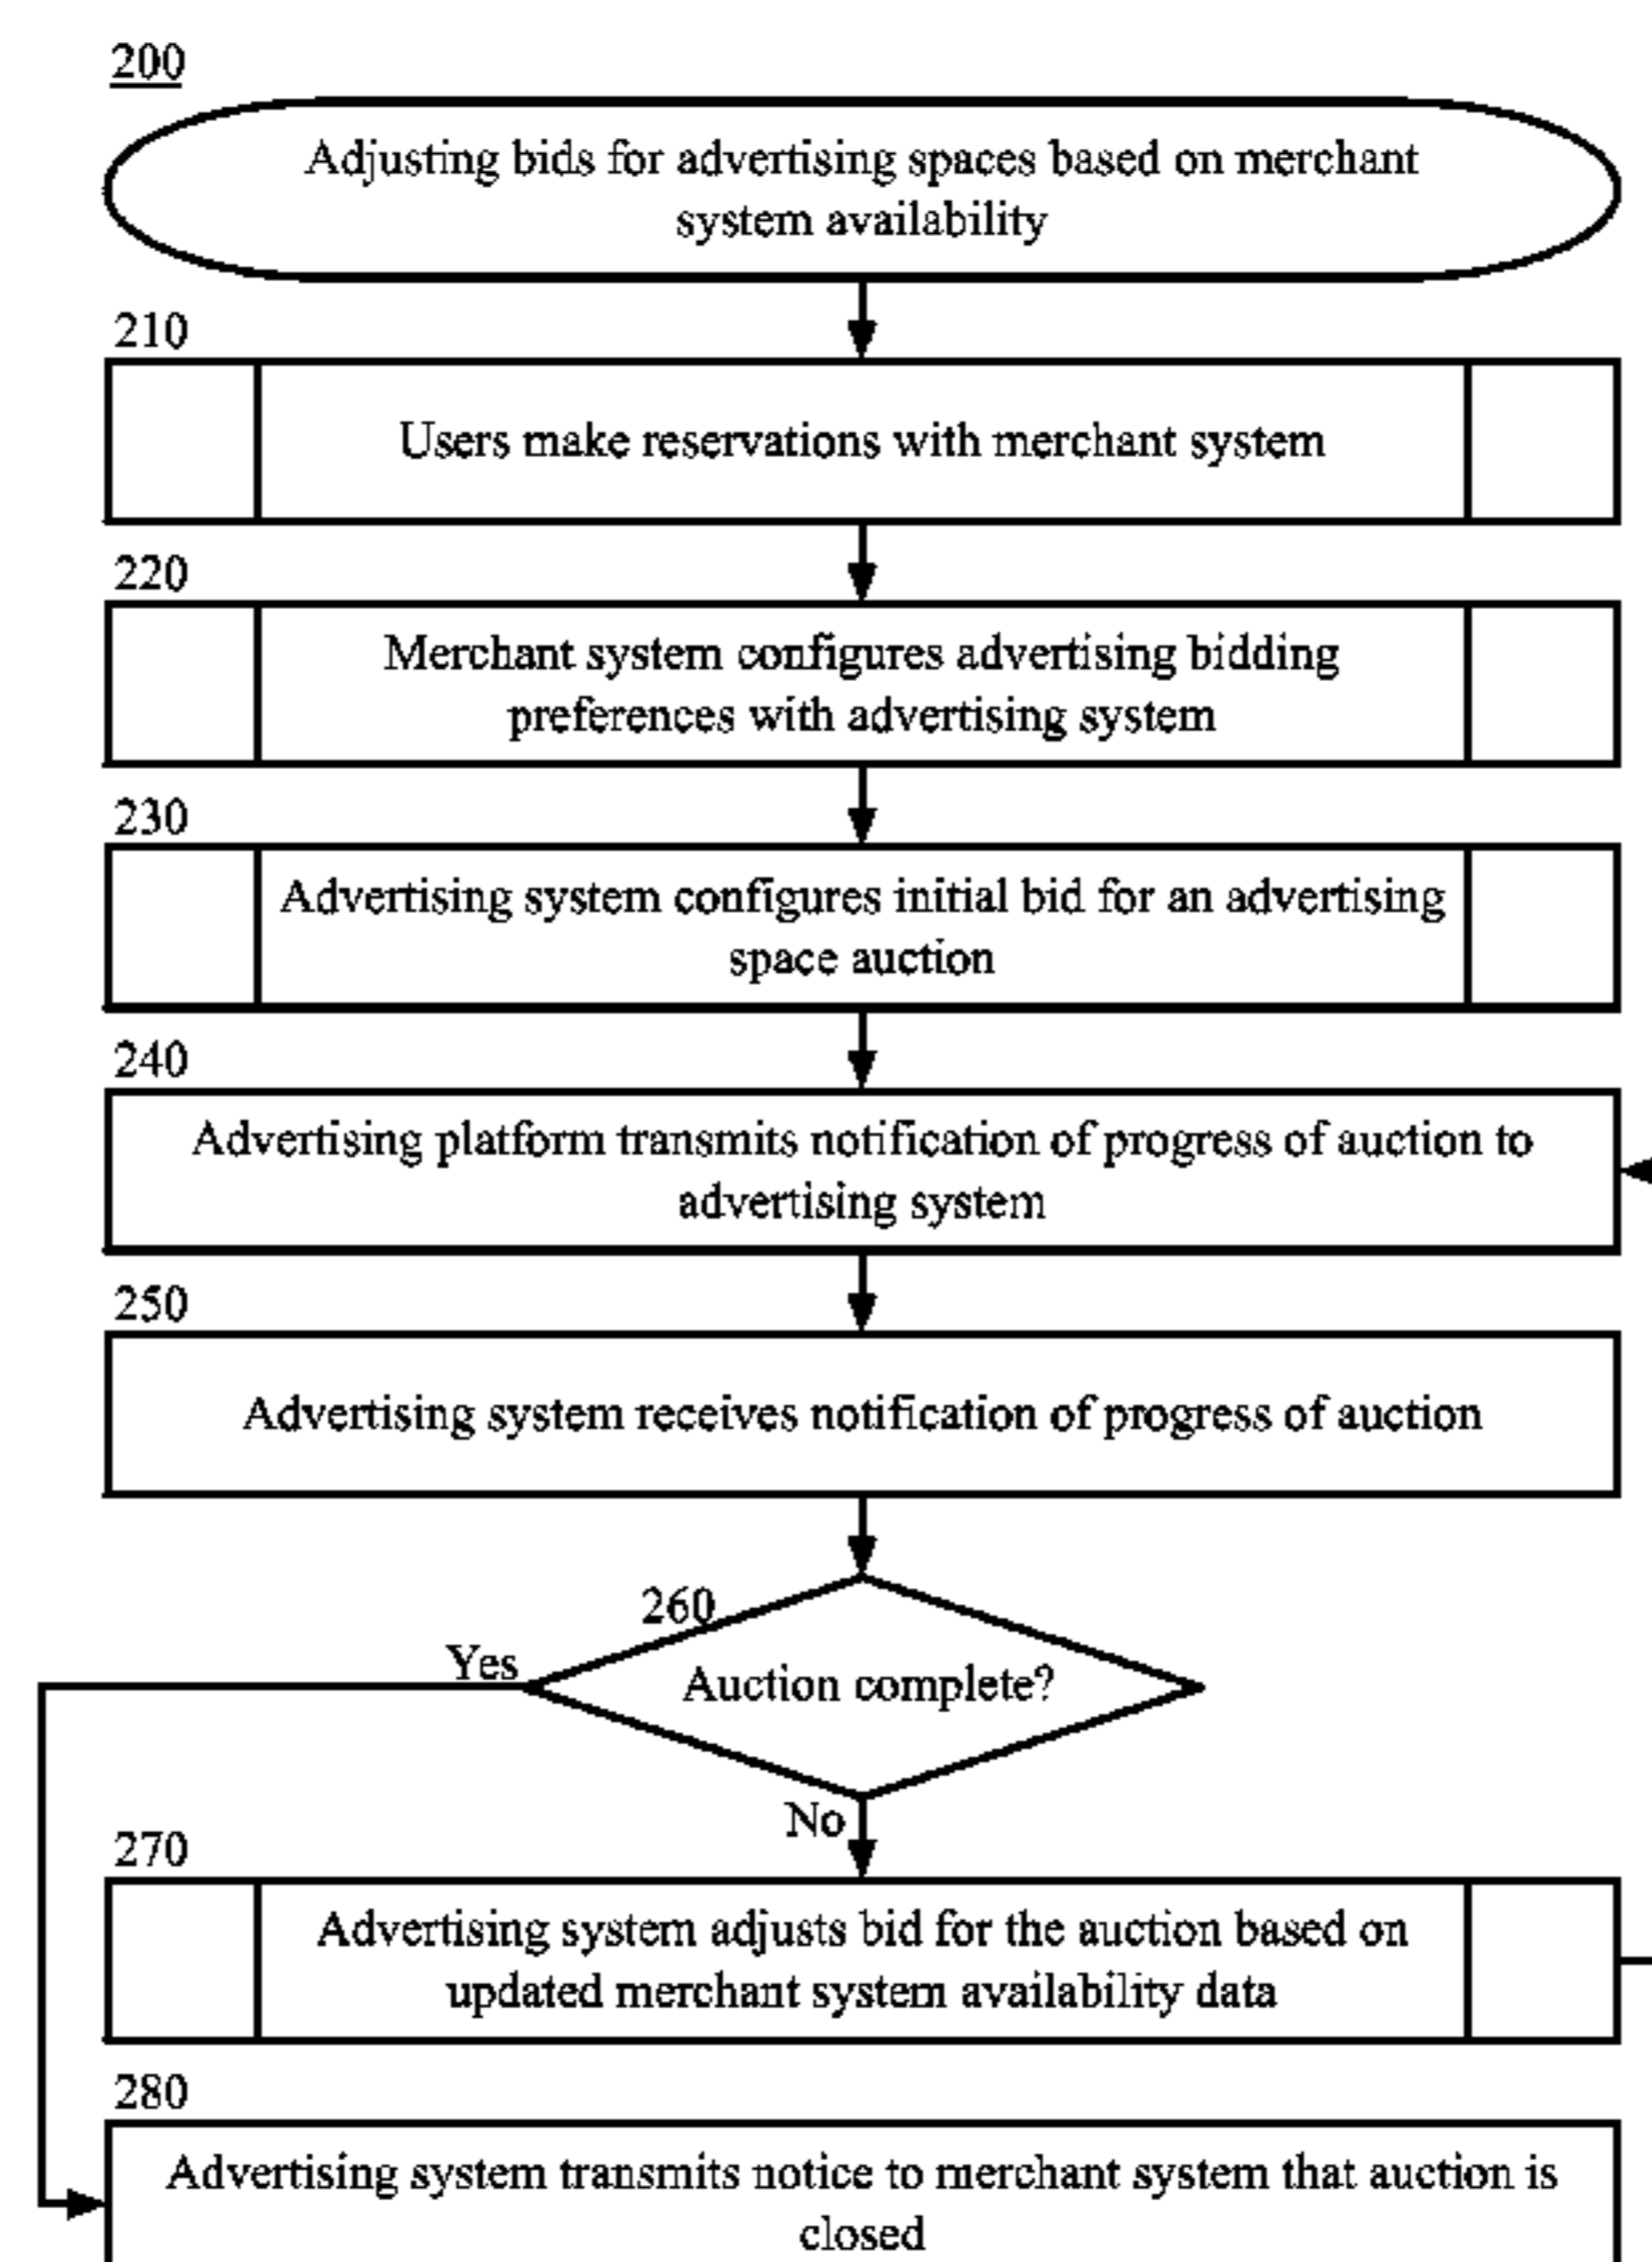 200
Adjusting bids for advertising spaces based on merchant
system availability
210
Users make reservations with merchant system
220
Merchant system configures advertising bidding
preferences with advertising system
230
Advertising system configures initial bid for an advertising
space auction
240
Advertising platform transmits notification of progress of auction to
advertising system
250
Advertising system receives notification of progress of auction
260
Yes
Auction complete?
No
270
Advertising system adjusts bid for the auction based on
updated merchant system availability data
280
Advertising system transmits notice to merchant system that auction is
closed